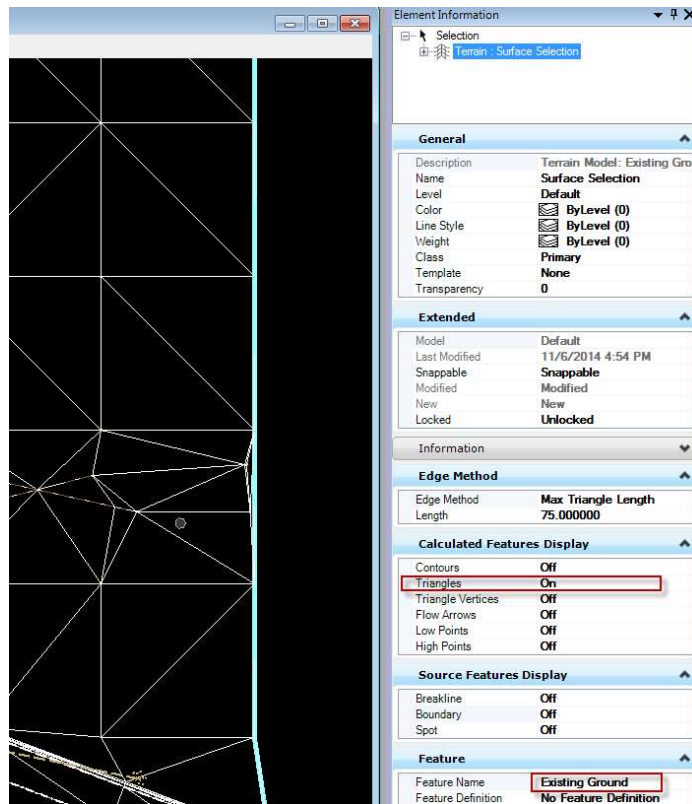 Element Information
Selection
Terrain : Surface Selection
General
Description Terrain Model: Existing Gro
Name Surface Selection
Level Default
Color ByLevel (0)
Line Style ByLevel (0)
Weight ByLevel (0)
Class Primary
Template None
Transparency 0
Extended
Model Default
Last Modified 11/6/2014 4:54 PM
Snappable Snappable
Modified Modified
New New
Locked Unlocked
Information
Edge Method
Edge Method Max Triangle Length
Length 75.000000
Calculated Features Display
Contours Off
Triangles On
Triangle Vertices Off
Flow Arrows Off
Low Points Off
High Points Off
Source Features Display
Breakline Off
Boundary Off
Spot Off
Feature
Feature Name Existing Ground
Feature Definition No Feature Definition